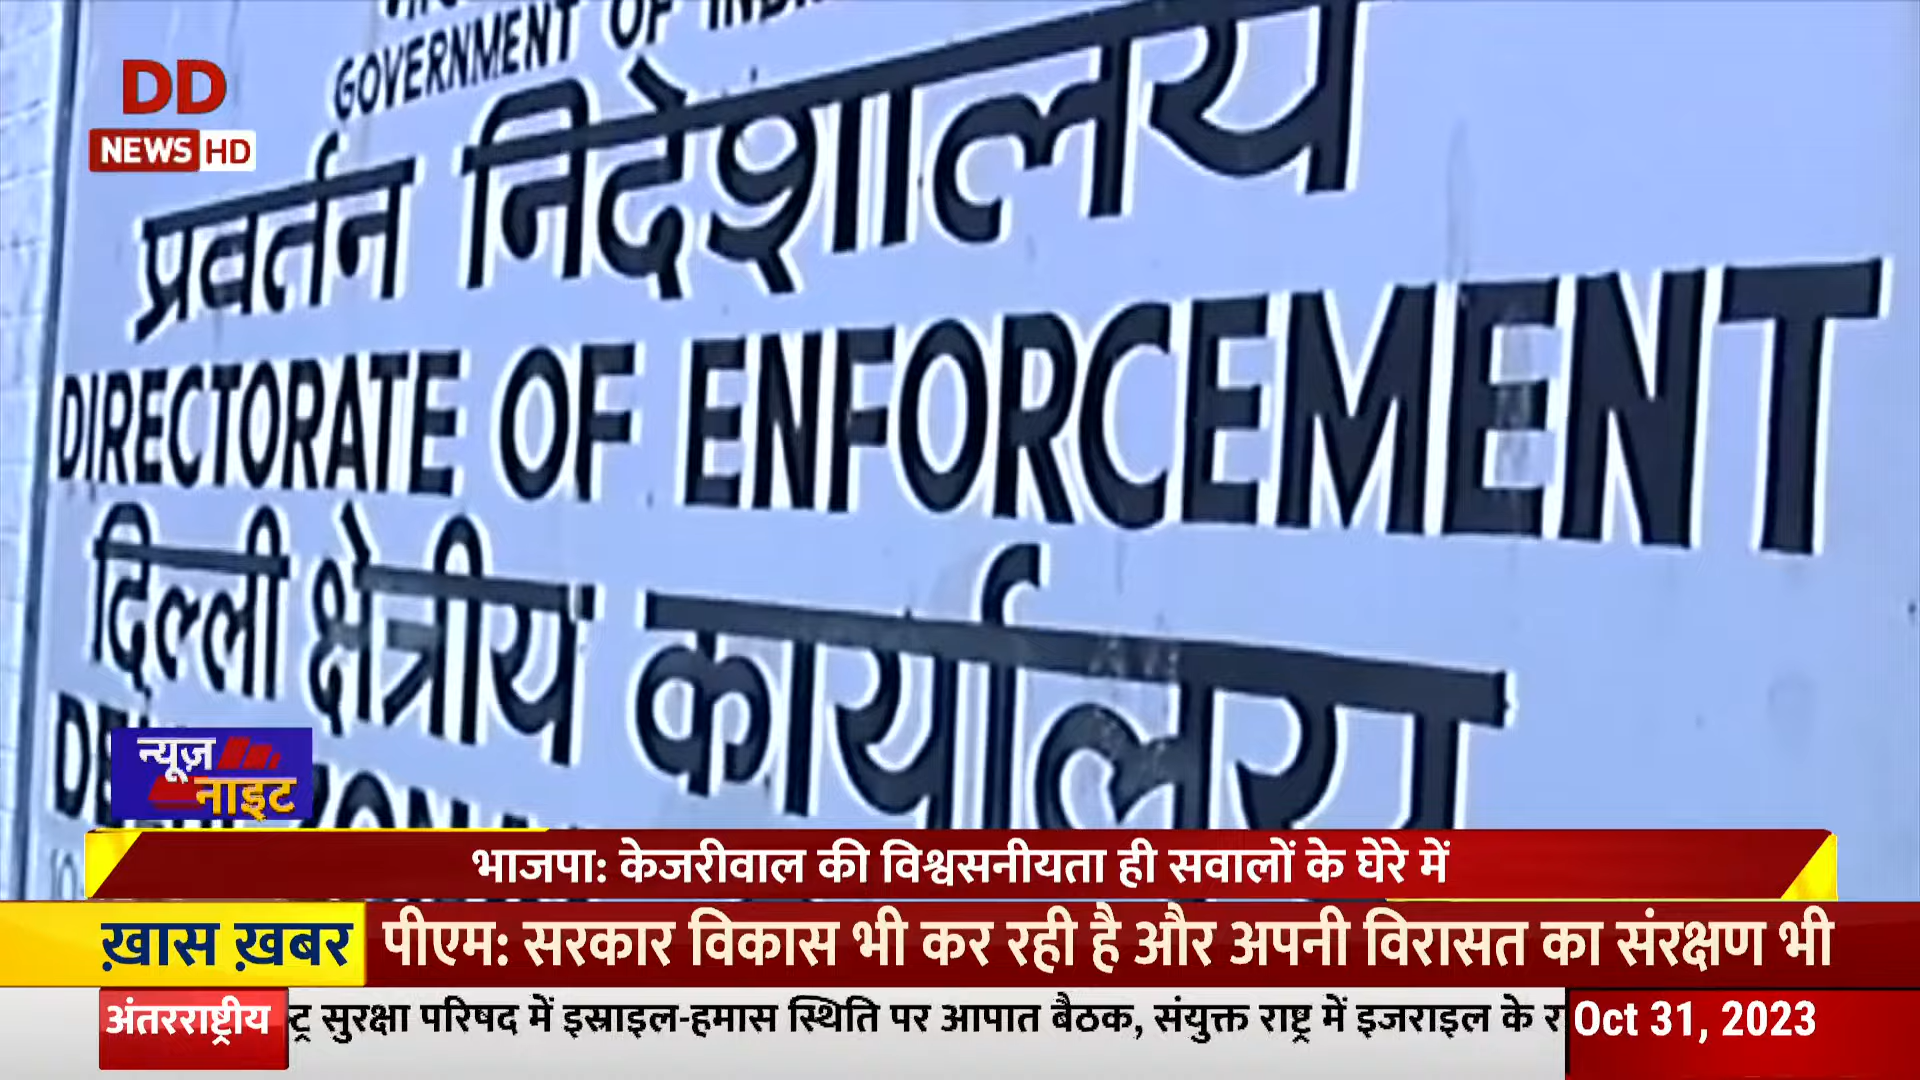 GOVERNMENT OF
DD
NEWS HD
प्रवर्तन निदेशालय
DIRECTORATE OF ENFORCEMENT
दिल्ली क्षेत्रीय कार्यालय
न्यूज़
नाइट
भाजपा: केजरीवाल की विश्वसनीयता ही सवालों के घेरे में
ख़ास ख़बर पीएम: सरकार विकास भी कर रही है और अपनी विरासत का संरक्षण भी
अंतरराष्ट्रीय सुरक्षा परिषद में इस्राइल-हमास स्थिति पर आपात बैठक, संयुक्त राष्ट्र में इजराइल के Oct 31, 2023